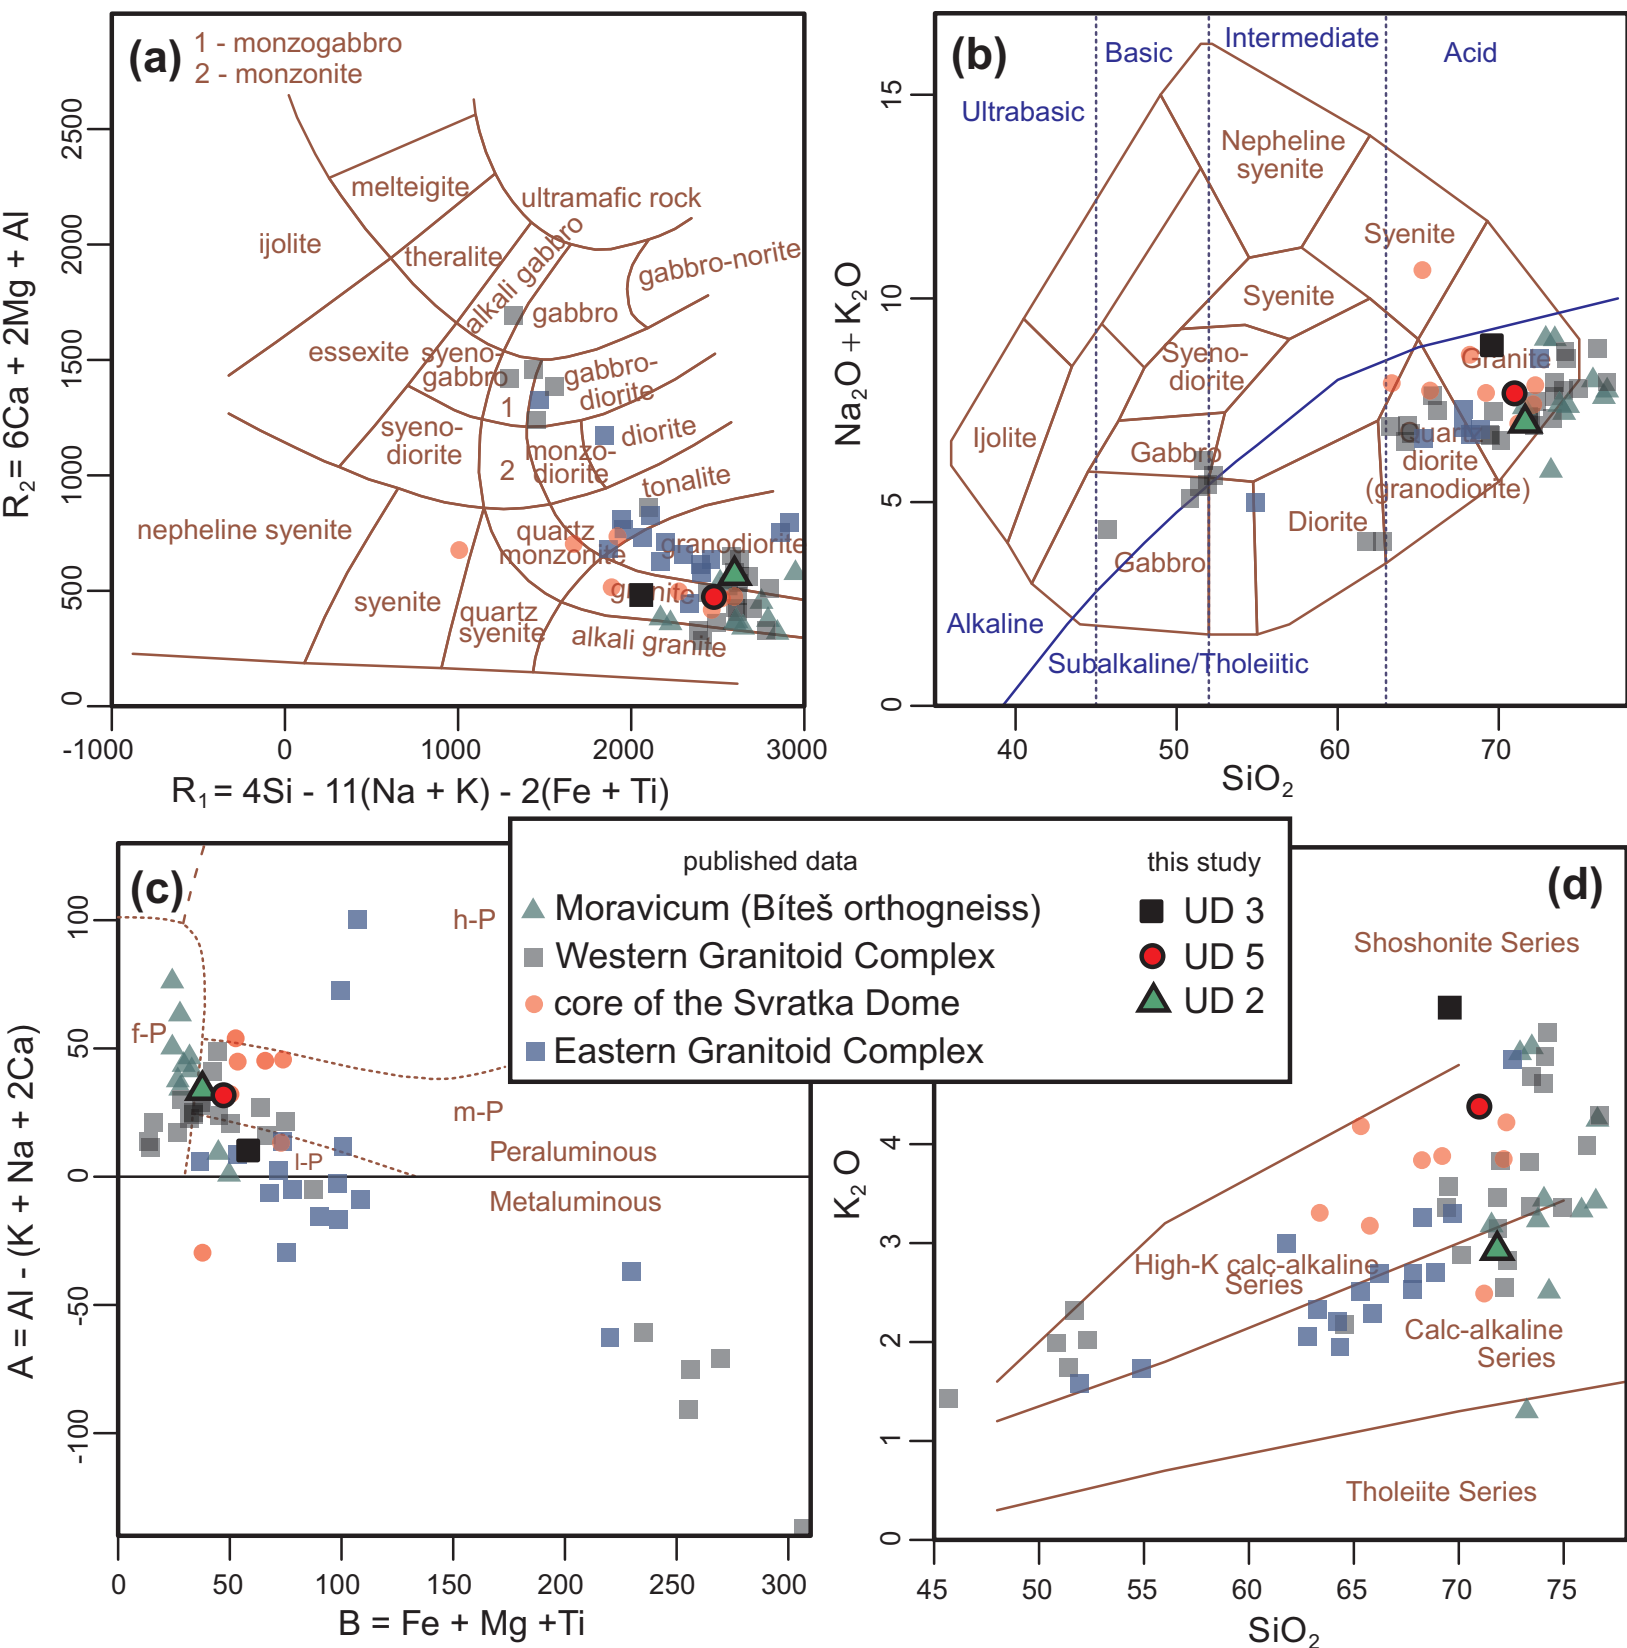 (a)
1 - monzogabbro
2 - monzonite
melteigite
ultramafic rock
ijolite
theralite
alkali gabbro
gabbro-norite
gabbro
essexite
syeno-
gabbro
gabbro-
diorite
1
syeno-
diorite
2
monzo-
diorite
diorite
tonalite
nepheline syenite
quartz
monzonite
granodiorite
syenite
quartz
syenite
granite
alkali granite
0
500
1000
1500
2000
2500
R2= 6Ca + 2Mg + Al
-1000
0
1000
2000
3000
R1= 4Si - 11(Na + K) - 2(Fe + Ti)
(b)
Basic
Intermediate
Acid
Ultrabasic
Nepheline
syenite
Syenite
Syenite
Syeno-
diorite
Granite
Ijolite
Gabbro
Quartz
diorite
(granodiorite)
Diorite
Gabbro
Alkaline
Subalkaline/Tholeiitic
0
5
10
15
Na2O + K2O
40
50
60
70
SiO2
published data
this study
Moravicum (Bíteš orthogneiss)
UD 3
Western Granitoid Complex
UD 5
core of the Svratka Dome
UD 2
Eastern Granitoid Complex
(c)
h-P
f-P
m-P
l-P
Peraluminous
Metaluminous
-100
-50
0
50
100
A = Al - (K + Na + 2Ca)
0
50
100
150
200
250
300
B = Fe + Mg +Ti
(d)
Shoshonite Series
High-K calc-alkaline
Series
Calc-alkaline
Series
Tholeiite Series
0
1
2
3
4
K2 O
45
50
55
60
65
70
75
SiO2